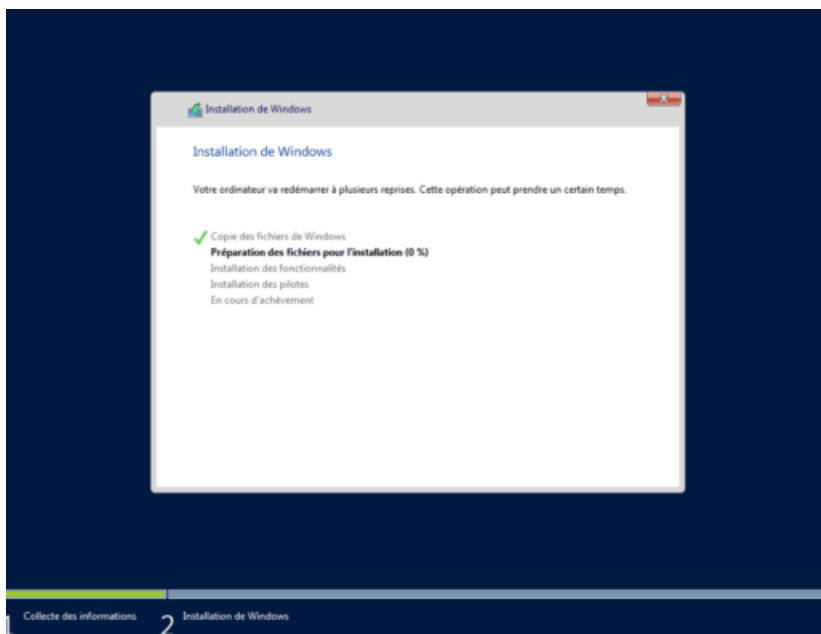 Installation de Windows
Installation de Windows
Votre ordinateur va redémarrer à plusieurs reprises. Cette opération peut prendre un certain temps.
Copie des fichiers de Windows
Préparation des fichiers pour l'installation (0 %)
Installation des fonctionnalités
Installation des pilotes
En cours d'achèvement
1 Collecte des informations 2 Installation de Windows